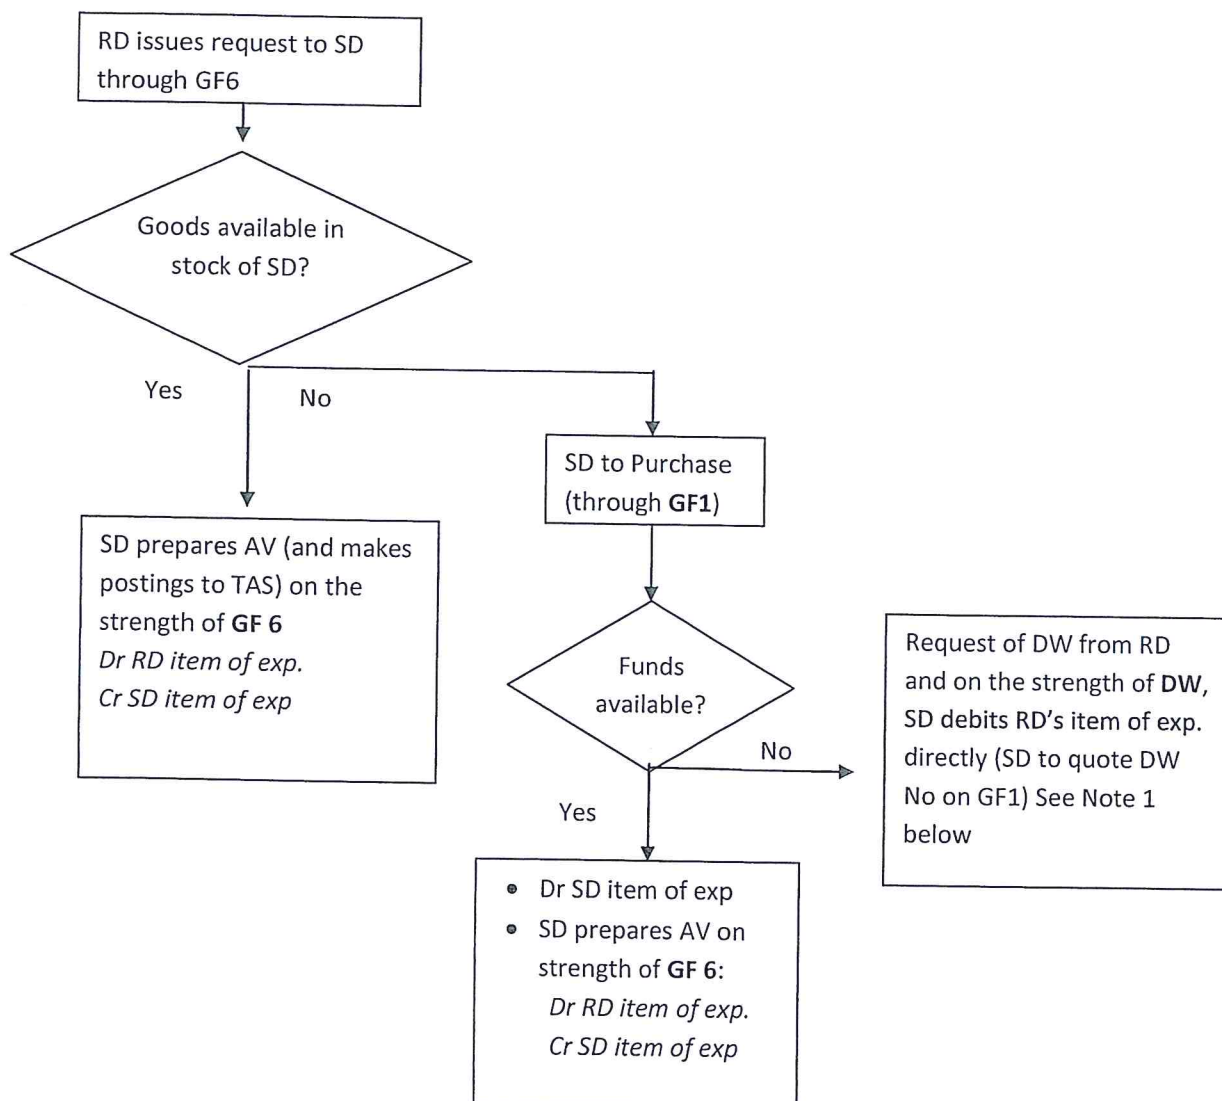 RD issues request to SD
through GF6
Goods available in
stock of SD?
Yes
No
SD to Purchase
(through GF1)
SD prepares AV (and makes
postings to TAS) on the
strength of GF 6
Dr RD item of exp.
Cr SD item of exp
Funds
available?
No
Yes
Request of DW from RD
and on the strength of DW,
SD debits RD's item of exp.
directly (SD to quote DW
No on GF1) See Note 1
below
• Dr SD item of exp
• SD prepares AV on
strength of GF 6:
Dr RD item of exp.
Cr SD item of exp